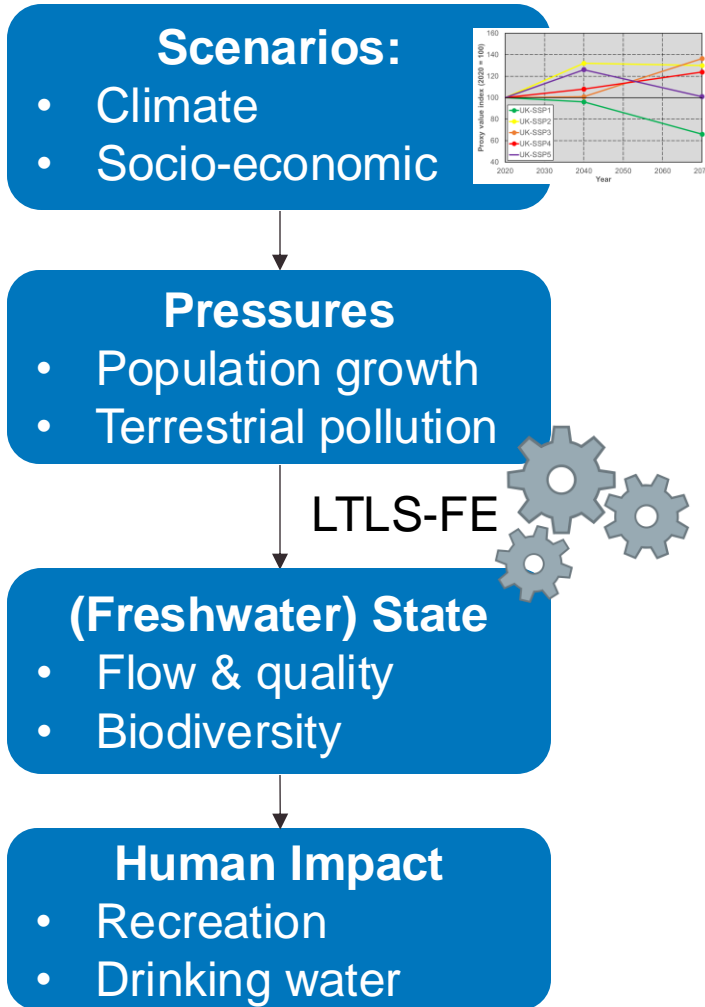 Scenarios:
• Climate
• Socio-economic
Proxy value index (2020 = 100)
160
140
120
100
80
60
40
UK-SSP1
UK-SSP2
UK-SSP3
UK-SSP4
UK-SSP5
2020 2030 2040 2050 2060 207
Year
Pressures
• Population growth
• Terrestrial pollution
LTLS-FE
(Freshwater) State
• Flow & quality
• Biodiversity
Human Impact
• Recreation
• Drinking water